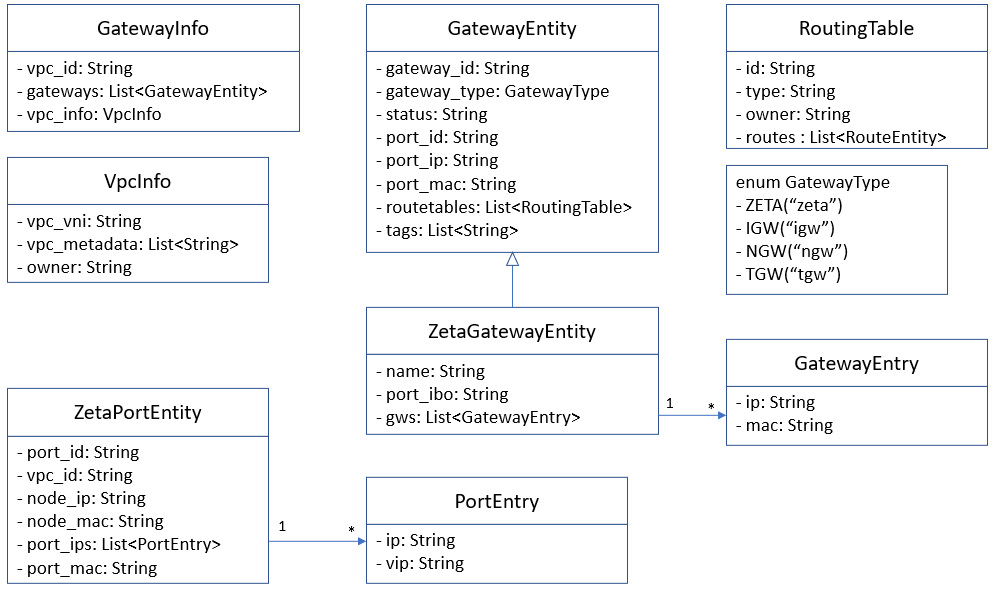 GatewayInfo
- vpc_id: String
- gateways: List<GatewayEntity>
- vpc_info: VpcInfo
VpcInfo
- vpc_vni: String
- vpc_metadata: List<String>
- owner: String
GatewayEntity
- gateway_id: String
- gateway_type: GatewayType
- status: String
- port_id: String
- port_ip: String
- port_mac: String
- routetables: List<RoutingTable>
- tags: List<String>
RoutingTable
- id: String
- type: String
- owner: String
- routes : List<RouteEntity>
enum GatewayType
- ZETA(“zeta”)
- IGW(“igw”)
- NGW(“ngw”)
- TGW(“tgw”)
ZetaGatewayEntity
- name: String
- port_ibo: String
- gws: List<GatewayEntry>
1
*
GatewayEntry
- ip: String
- mac: String
ZetaPortEntity
- port_id: String
- vpc_id: String
- node_ip: String
- node_mac: String
- port_ips: List<PortEntry>
- port_mac: String
1
*
PortEntry
- ip: String
- vip: String